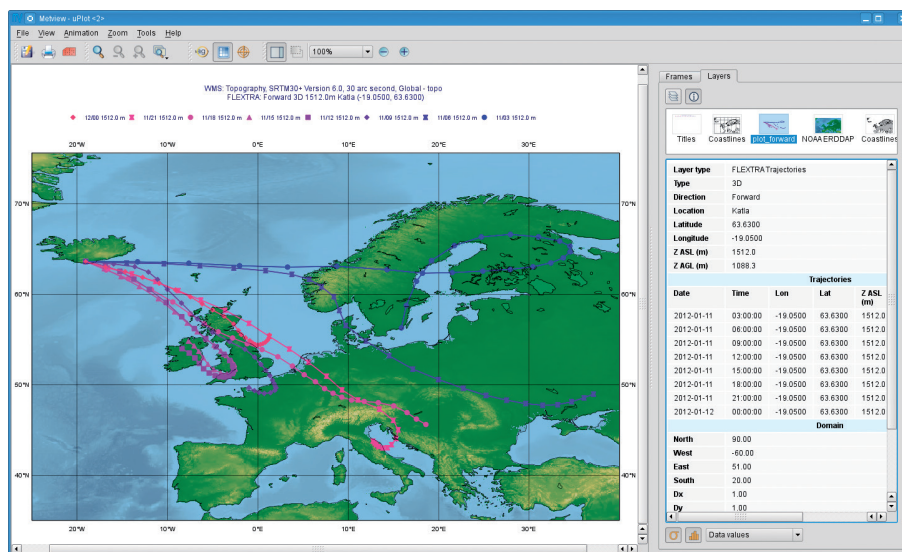 Metview - uPlot <2>
File View Animation Zoom Tools Help
100%
WMS: Topography, SRTM30+ Version 6.0, 30 arc second, Global - topo
FLEXTRA: Forward 3D 1512.0m Katla (-19.0500, 63.6300)
12/00 1512.0 m 11/21 1512.0 m 11/18 1512.0 m 11/15 1512.0 m 11/12 1512.0 m 11/09 1512.0 m 11/06 1512.0 m 11/03 1512.0 m
20°W 10°W 0°E 10°E 20°E 30°E
70°N 70°N
60°N 60°N
50°N 50°N
40°N 40°N
20°W 10°W 0°E 10°E 20°E 30°E
Frames Layers
Titles Coastlines plot_forward NOAA ERDDAP Coastlines
Layer type FLEXTRA Trajectories
Type 3D
Direction Forward
Location Katla
Latitude 63.6300
Longitude -19.0500
Z ASL (m) 1512.0
Z AGL (m) 1088.3
Trajectories
Date Time Lon Lat Z ASL (m)
2012-01-11 03:00:00 -19.0500 63.6300 1512.0
2012-01-11 06:00:00 -19.0500 63.6300 1512.0
2012-01-11 09:00:00 -19.0500 63.6300 1512.0
2012-01-11 12:00:00 -19.0500 63.6300 1512.0
2012-01-11 15:00:00 -19.0500 63.6300 1512.0
2012-01-11 18:00:00 -19.0500 63.6300 1512.0
2012-01-11 21:00:00 -19.0500 63.6300 1512.0
2012-01-12 00:00:00 -19.0500 63.6300 1512.0
Domain
North 90.00
West -60.00
East 51.00
South 20.00
Dx 1.00
Dy 1.00
Data values